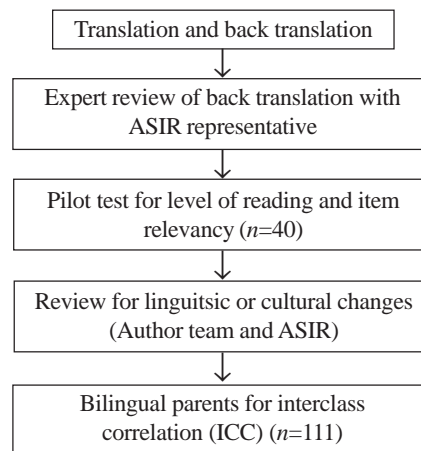 Translation and back translation
Expert review of back translation with
ASIR representative
Pilot test for level of reading and item
relevancy (n=40)
Review for linguitsic or cultural changes
(Author team and ASIR)
Bilingual parents for interclass
correlation (ICC) (n=111)